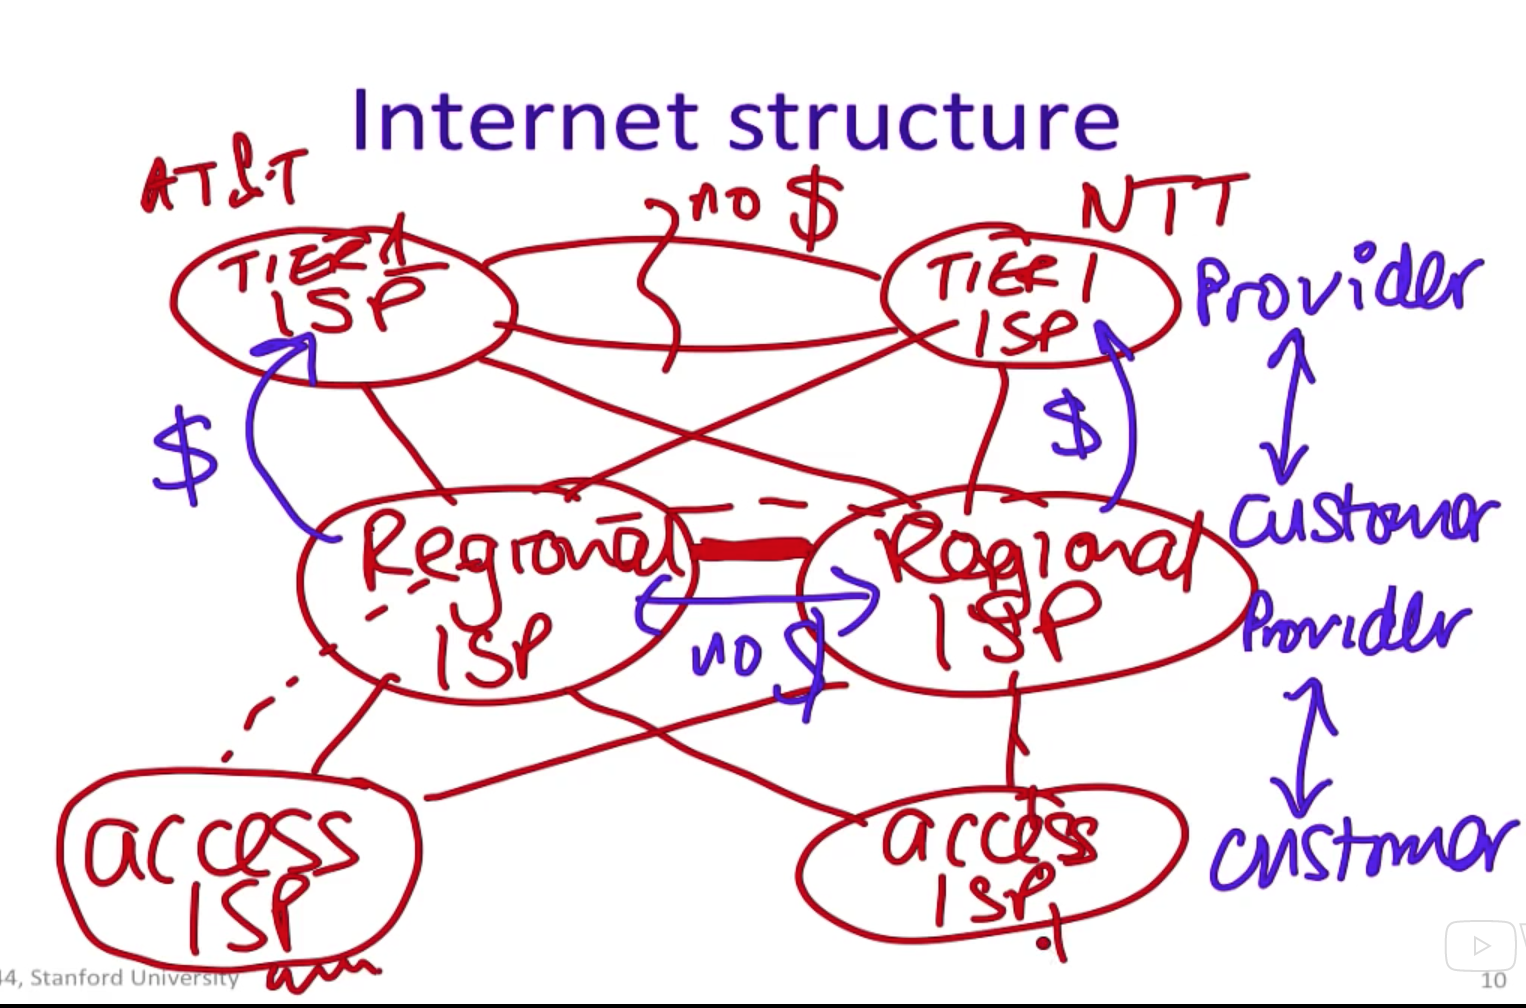 Internet structure
AT&T
no $
NTT
TIER 1
ISP
TIER 1
ISP
Provider
$
$
Customer
Regional
ISP
Regional
ISP
no $
Provider
access
ISP
access
ISP
Customer
44, Stanford University
10